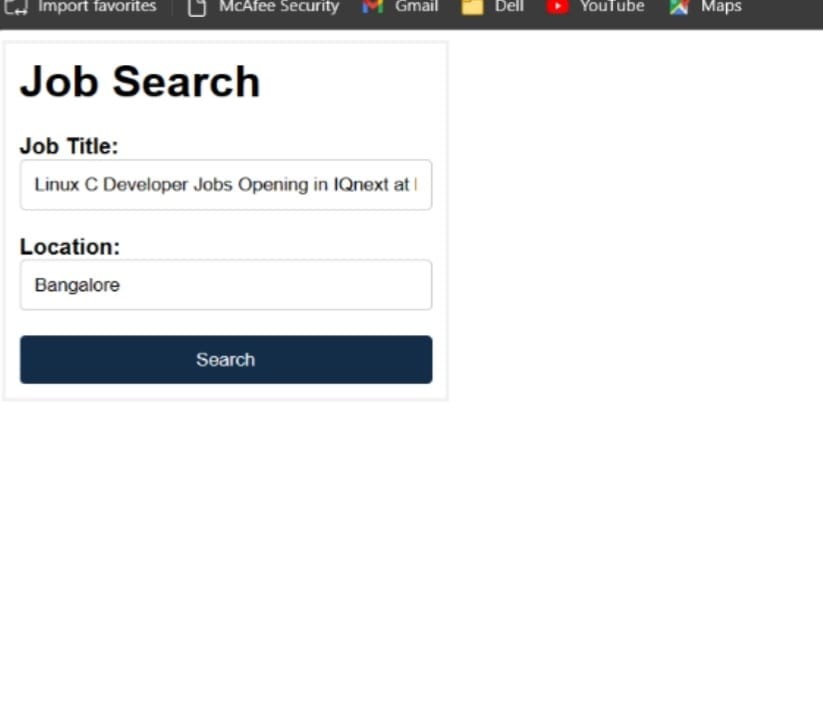 Import favorites McAfee Security Gmail Dell YouTube Maps
Job Search
Job Title:
Linux C Developer Jobs Opening in IQnext at
Location:
Bangalore
Search